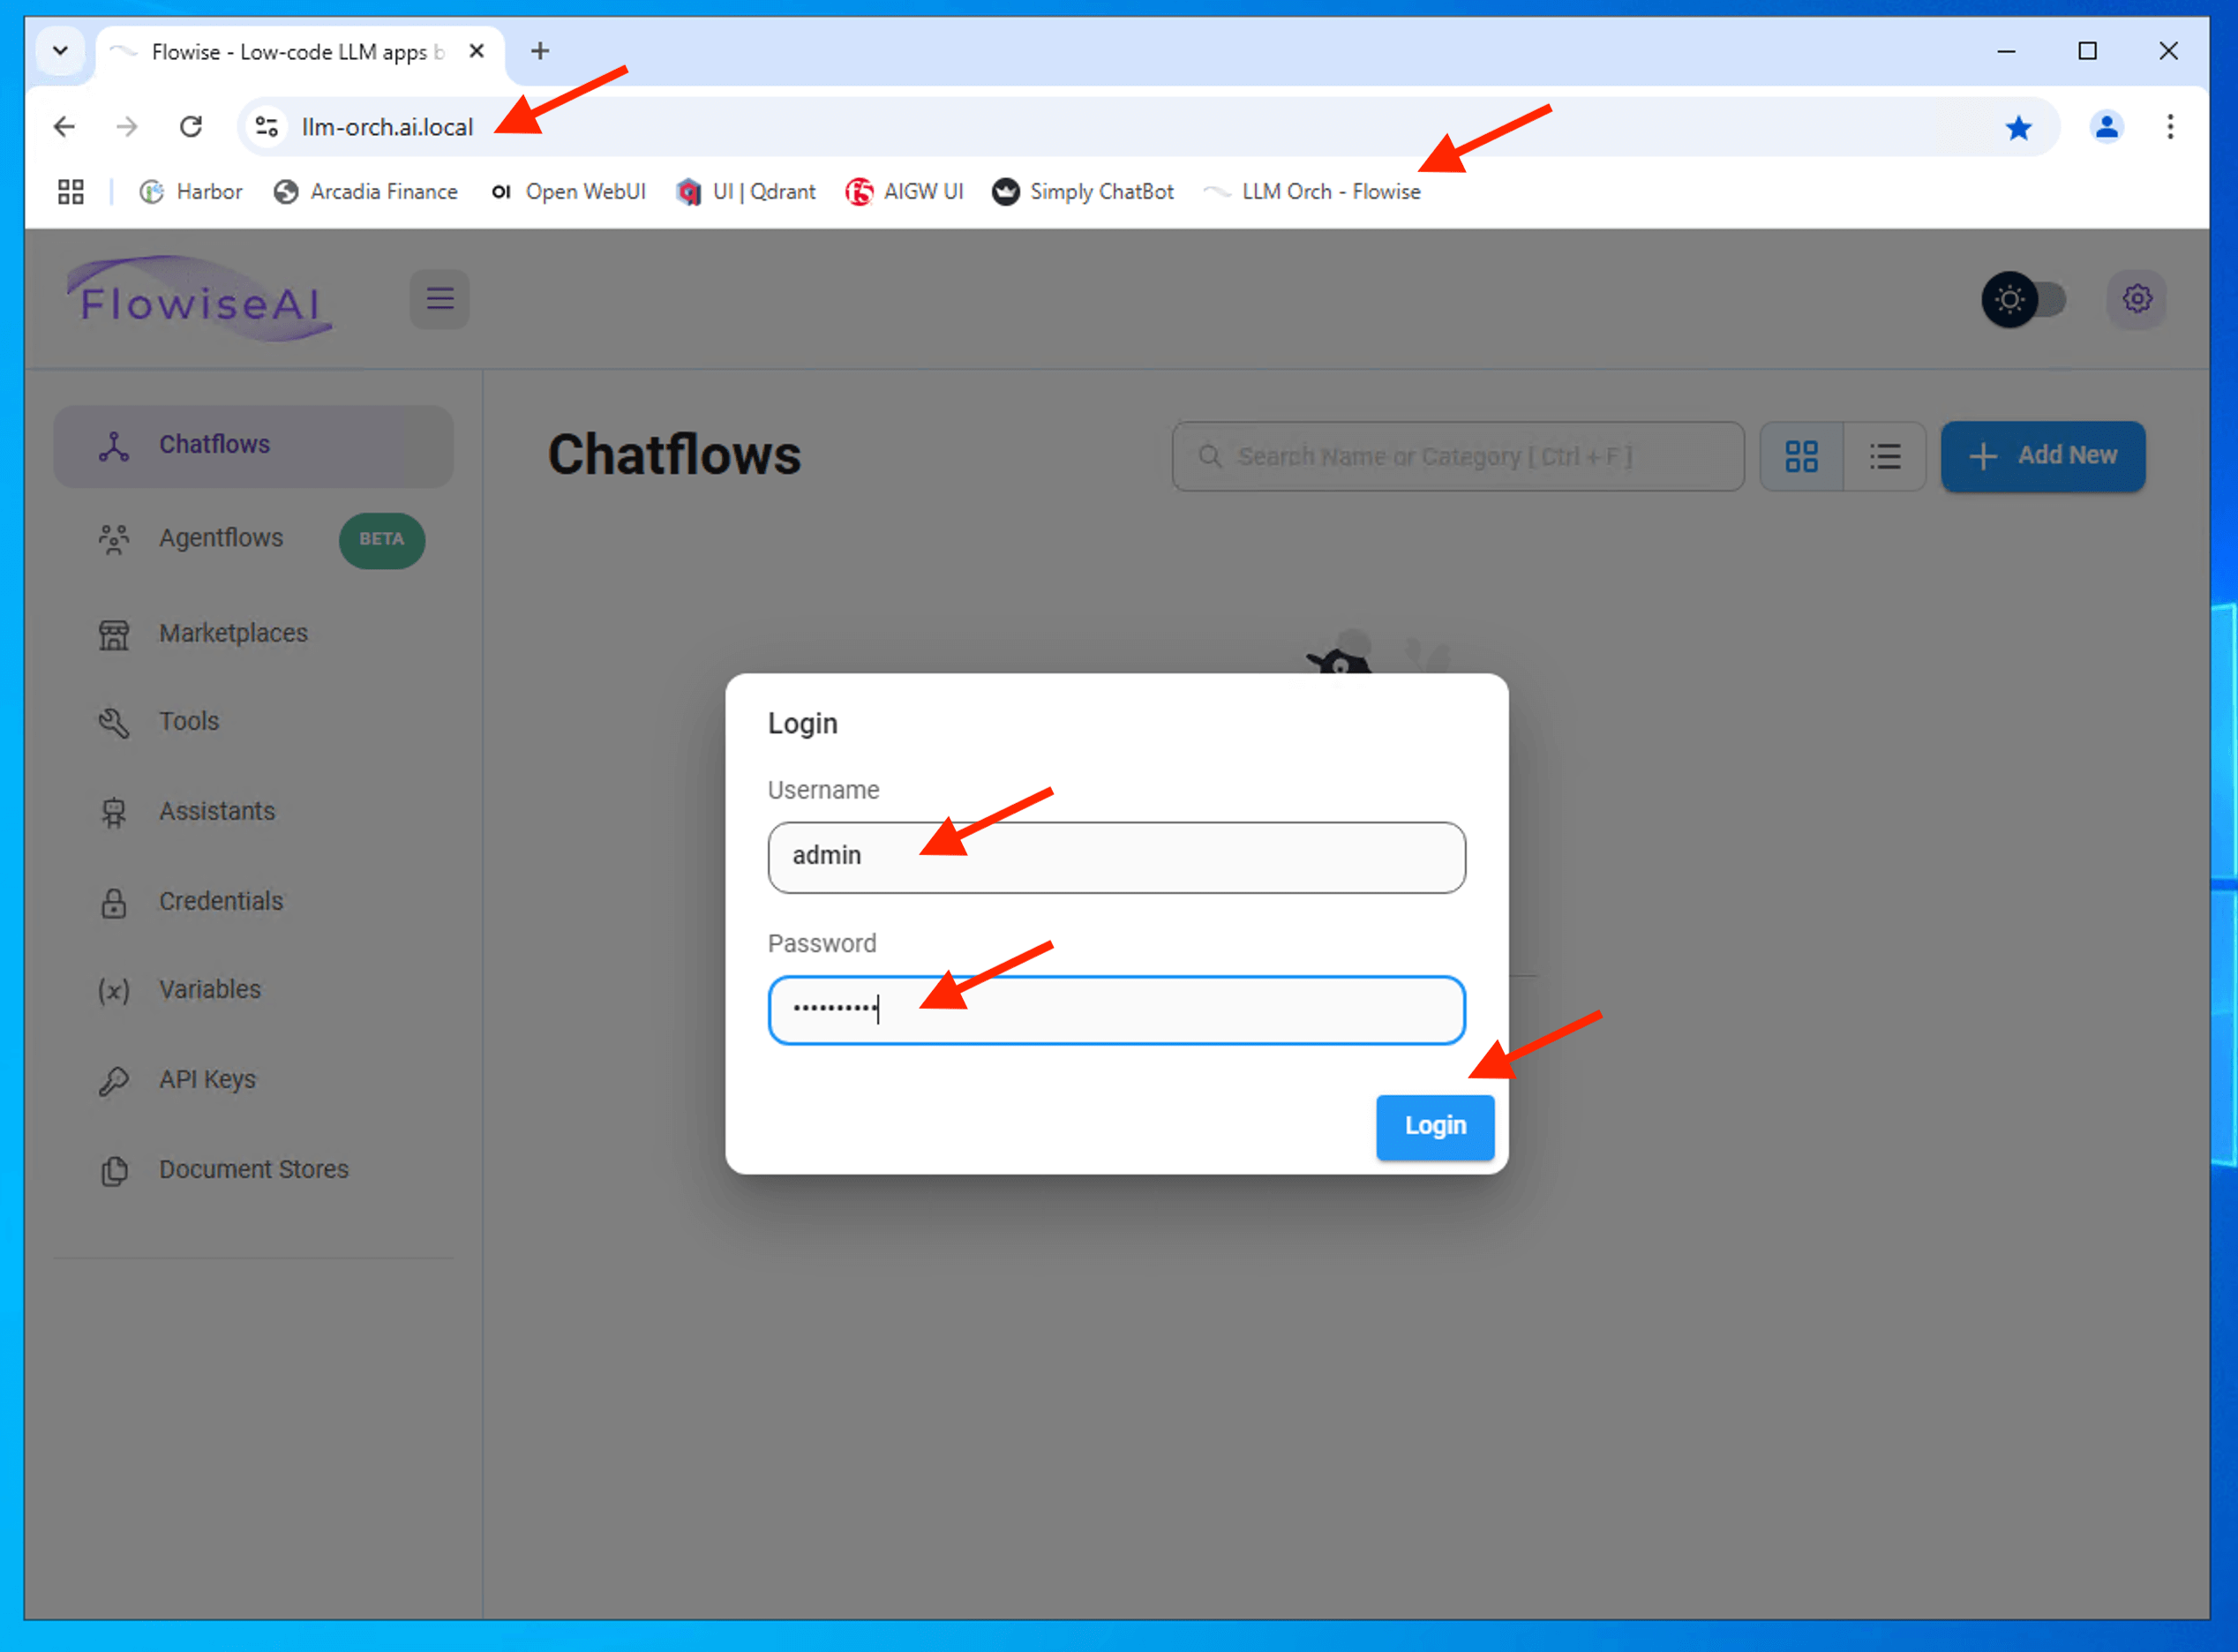 Flowise - Low-code LLM apps b
llm-orch.ai.local
Harbor
Arcadia Finance
OI Open WebUI
UI | Qdrant
AIGW UI
Simply ChatBot
LLM Orch - Flowise
FlowiseAI
Chatflows
Agentflows BETA
Marketplaces
Tools
Assistants
Credentials
Variables
API Keys
Document Stores
Chatflows
Search Name or Category [ Ctrl + F ]
Add New
Login
Username
admin
Password
••••••••••
Login